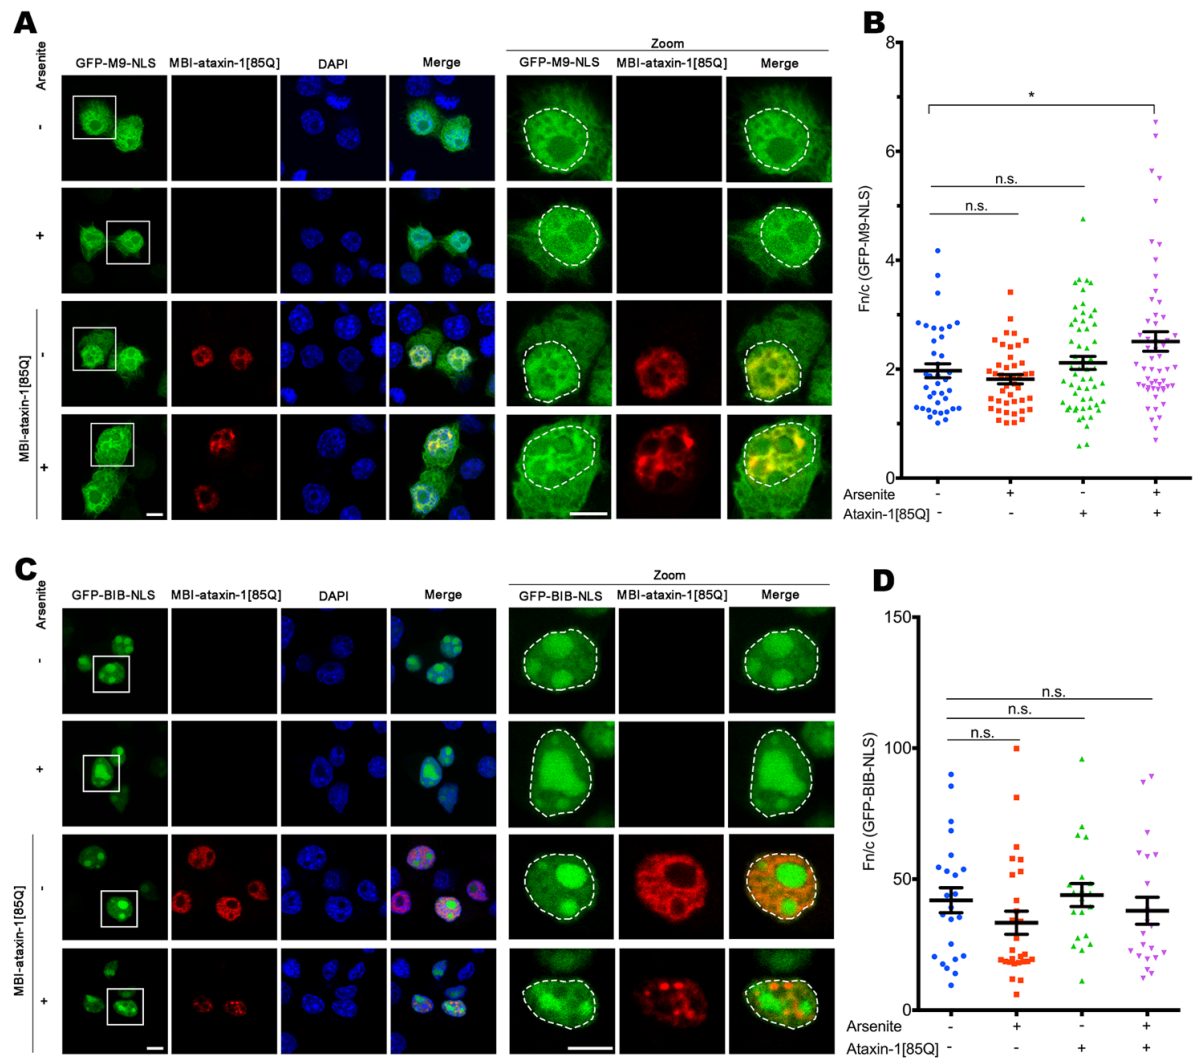 A
Arsenite
GFP-M9-NLS MBI-ataxin-1[85Q] DAPI Merge
Zoom
GFP-M9-NLS MBI-ataxin-1[85Q] Merge
-
+
MBI-ataxin-1[85Q]
-
+
B
8
6
4
2
0
Fn/c (GFP-M9-NLS)
*
n.s.
n.s.
Arsenite - + - +
Ataxin-1[85Q] - - + +
C
Arsenite
GFP-BIB-NLS MBI-ataxin-1[85Q] DAPI Merge
Zoom
GFP-BIB-NLS MBI-ataxin-1[85Q] Merge
-
+
MBI-ataxin-1[85Q]
-
+
D
150
100
50
0
Fn/c (GFP-BIB-NLS)
n.s.
n.s.
n.s.
Arsenite - + - +
Ataxin-1[85Q] - - + +